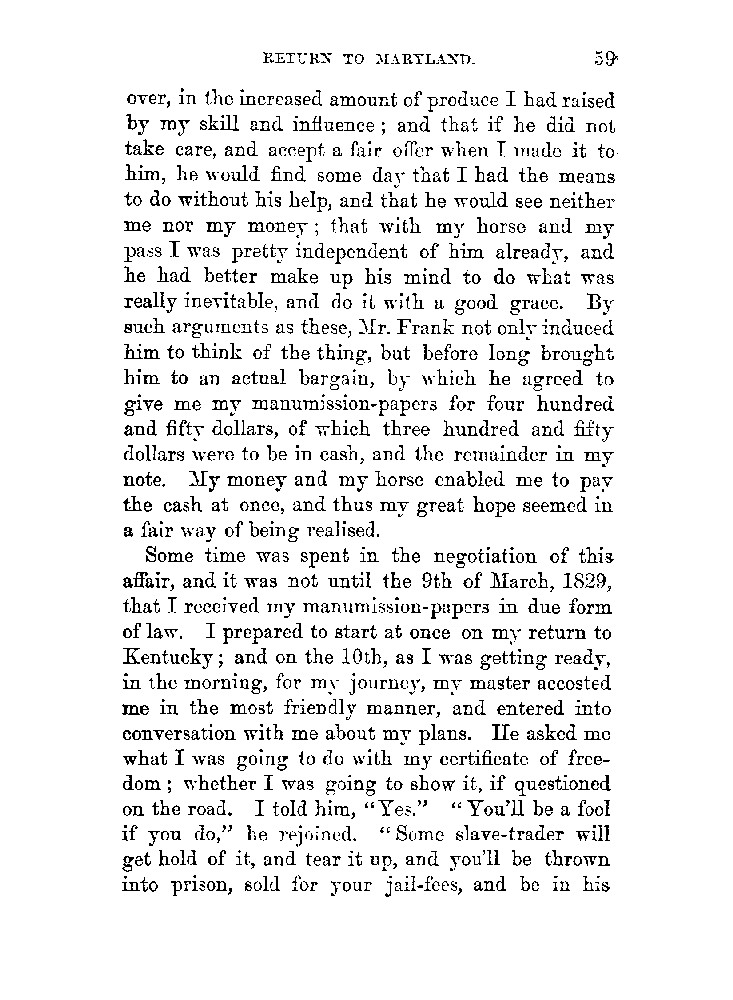 RETURN TO MARYLAND. 59
over, in the increased amount of produce I had raised
by my skill and influence; and that if he did not
take care, and accept a fair offer when I made it to
him, he would find some day that I had the means
to do without his help, and that he would see neither
me nor my money; that with my horse and my
pass I was pretty independent of him already, and
he had better make up his mind to do what was
really inevitable, and do it with a good grace. By
such arguments as these, Mr. Frank not only induced
him to think of the thing, but before long brought
him to an actual bargain, by which he agreed to
give me my manumission-papers for four hundred
and fifty dollars, of which three hundred and fifty
dollars were to be in cash, and the remainder in my
note. My money and my horse enabled me to pay
the cash at once, and thus my great hope seemed in
a fair way of being realised.
Some time was spent in the negotiation of this
affair, and it was not until the 9th of March, 1829,
that I received my manumission-papers in due form
of law. I prepared to start at once on my return to
Kentucky; and on the 10th, as I was getting ready,
in the morning, for my journey, my master accosted
me in the most friendly manner, and entered into
conversation with me about my plans. He asked me
what I was going to do with my certificate of free-
dom; whether I was going to show it, if questioned
on the road. I told him, "Yes." "You'll be a fool
if you do," he rejoined. "Some slave-trader will
get hold of it, and tear it up, and you'll be thrown
into prison, sold for your jail-fees, and be in his